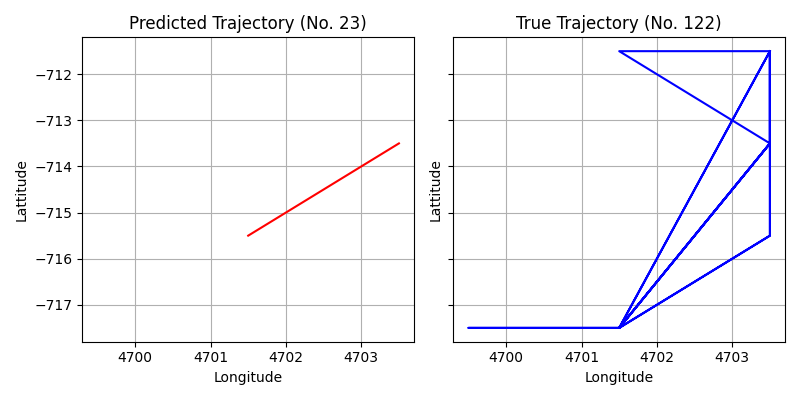 Predicted Trajectory (No. 23)
True Trajectory (No. 122)
Lattitude
−712
−713
−714
−715
−716
−717
4700
4701
4702
4703
Longitude
Lattitude
4700
4701
4702
4703
Longitude